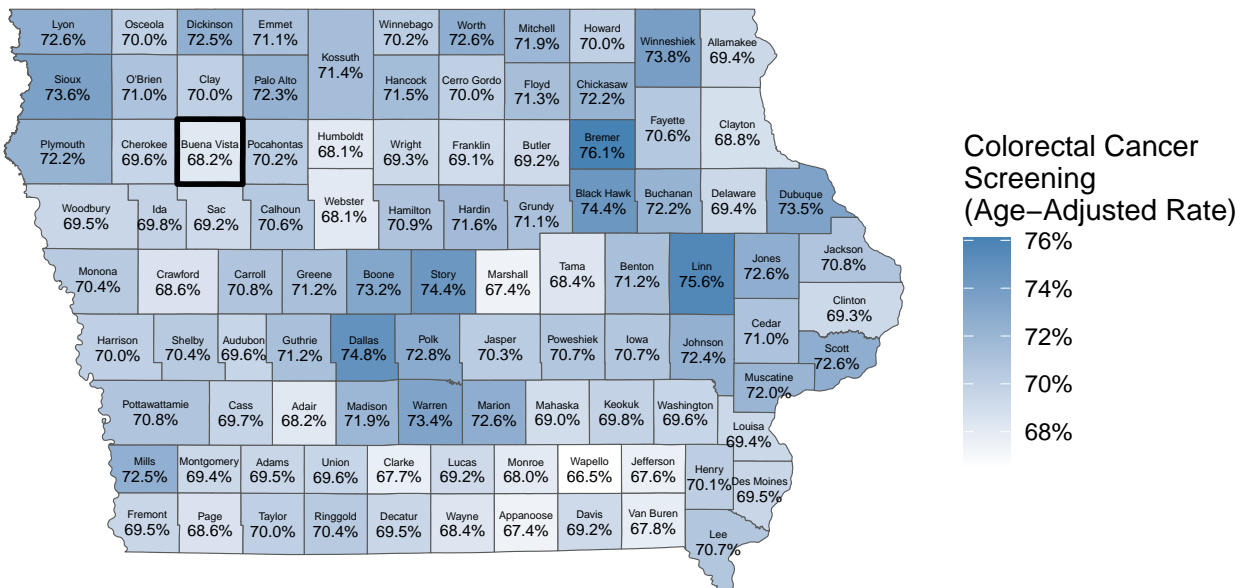 Lyon
72.6%
Osceola
70.0%
Dickinson
72.5%
Emmet
71.1%
Kossuth
71.4%
Winnebago
70.2%
Worth
72.6%
Mitchell
71.9%
Howard
70.0%
Winneshiek
73.8%
Allamakee
69.4%
Sioux
73.6%
O'Brien
71.0%
Clay
70.0%
Palo Alto
72.3%
Hancock
71.5%
Cerro Gordo
70.0%
Floyd
71.3%
Chickasaw
72.2%
Fayette
70.6%
Clayton
68.8%
Plymouth
72.2%
Cherokee
69.6%
Buena Vista
68.2%
Pocahontas
70.2%
Humboldt
68.1%
Wright
69.3%
Franklin
69.1%
Butler
69.2%
Bremer
76.1%
Woodbury
69.5%
Ida
69.8%
Sac
69.2%
Calhoun
70.6%
Webster
68.1%
Hamilton
70.9%
Hardin
71.6%
Grundy
71.1%
Black Hawk
74.4%
Buchanan
72.2%
Delaware
69.4%
Dubuque
73.5%
Monona
70.4%
Crawford
68.6%
Carroll
70.8%
Greene
71.2%
Boone
73.2%
Story
74.4%
Marshall
67.4%
Tama
68.4%
Benton
71.2%
Linn
75.6%
Jones
72.6%
Jackson
70.8%
Clinton
69.3%
Harrison
70.0%
Shelby
70.4%
Audubon
69.6%
Guthrie
71.2%
Dallas
74.8%
Polk
72.8%
Jasper
70.3%
Poweshiek
70.7%
Iowa
70.7%
Johnson
72.4%
Cedar
71.0%
Scott
72.6%
Muscatine
72.0%
Pottawattamie
70.8%
Cass
69.7%
Adair
68.2%
Madison
71.9%
Warren
73.4%
Marion
72.6%
Mahaska
69.0%
Keokuk
69.8%
Washington
69.6%
Louisa
69.4%
Mills
72.5%
Montgomery
69.4%
Adams
69.5%
Union
69.6%
Clarke
67.7%
Lucas
69.2%
Monroe
68.0%
Wapello
66.5%
Jefferson
67.6%
Henry
70.1%
Des Moines
69.5%
Fremont
69.5%
Page
68.6%
Taylor
70.0%
Ringgold
70.4%
Decatur
69.5%
Wayne
68.4%
Appanoose
67.4%
Davis
69.2%
Van Buren
67.8%
Lee
70.7%
Colorectal Cancer
Screening
(Age−Adjusted Rate)
76%
74%
72%
70%
68%